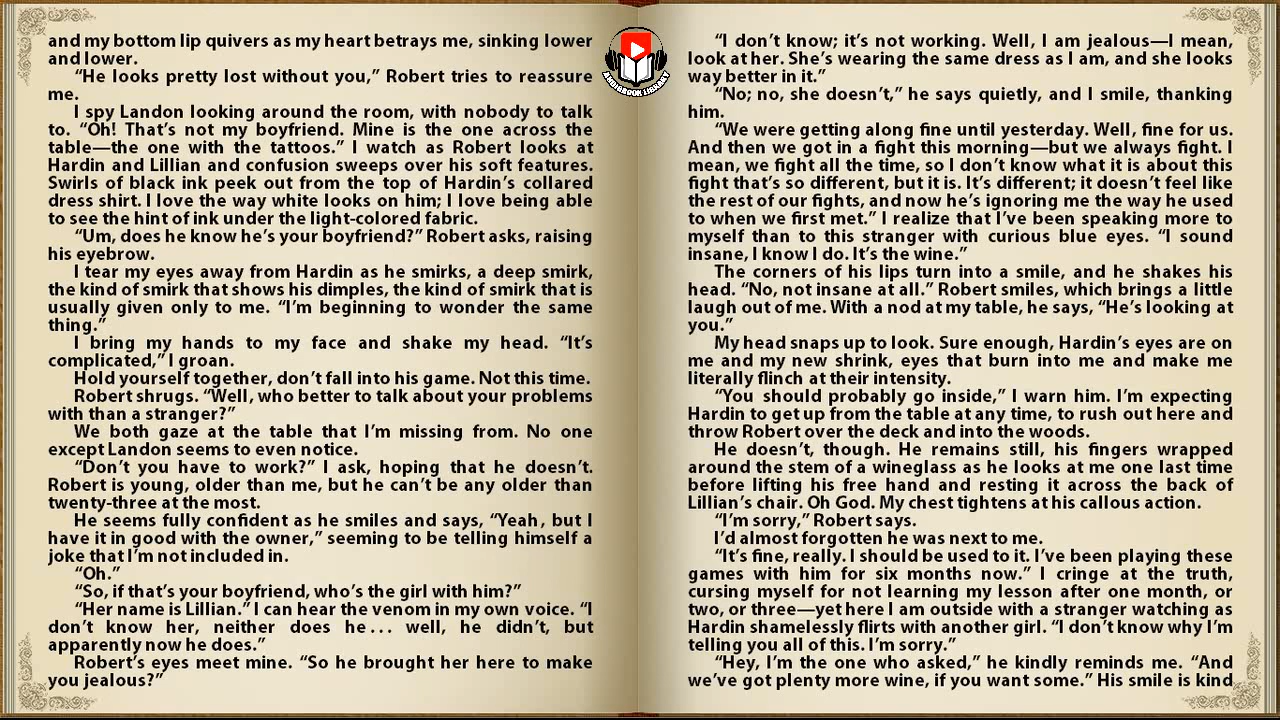 and my bottom lip quivers as my heart betrays me, sinking lower
and lower.
“He looks pretty lost without you,” Robert tries to reassure
me.
I spy Landon looking around the room, with nobody to talk
to. “Oh! That’s not my boyfriend. Mine is the one across the
table—the one with the tattoos.” I watch as Robert looks at
Hardin and Lillian and confusion sweeps over his soft features.
Swirls of black ink peek out from the top of Hardin’s collared
dress shirt. I love the way white looks on him; I love being able
to see the hint of ink under the light-colored fabric.
“Um, does he know he’s your boyfriend?” Robert asks, raising
his eyebrow.
I tear my eyes away from Hardin as he smirks, a deep smirk,
the kind of smirk that shows his dimples, the kind of smirk that is
usually given only to me. “I’m beginning to wonder the same
thing.”
I bring my hands to my face and shake my head. “It’s
complicated,” I groan.
Hold yourself together, don’t fall into his game. Not this time.
Robert shrugs. “Well, who better to talk about your problems
with than a stranger?”
We both gaze at the table that I’m missing from. No one
except Landon seems to even notice.
“Don’t you have to work?” I ask, hoping that he doesn’t.
Robert is young, older than me, but he can’t be any older than
twenty-three at the most.
He seems fully confident as he smiles and says, “Yeah, but I
have it in good with the owner,” seeming to be telling himself a
joke that I’m not included in.
“Oh.”
“So, if that’s your boyfriend, who’s the girl with him?”
“Her name is Lillian.” I can hear the venom in my own voice. “I
don’t know her, neither does he... well, he didn’t, but
apparently now he does.”
Robert’s eyes meet mine. “So he brought her here to make
you jealous?”
AUDIOBOOK LIBRARY
“I don’t know; it’s not working. Well, I am jealous—I mean,
look at her. She’s wearing the same dress as I am, and she looks
way better in it.”
“No; no, she doesn’t,” he says quietly, and I smile, thanking
him.
“We were getting along fine until yesterday. Well, fine for us.
And then we got in a fight this morning—but we always fight. I
mean, we fight all the time, so I don’t know what it is about this
fight that’s so different, but it is. It’s different; it doesn’t feel like
the rest of our fights, and now he’s ignoring me the way he used
to when we first met.” I realize that I’ve been speaking more to
myself than to this stranger with curious blue eyes. “I sound
insane, I know I do. It’s the wine.”
The corners of his lips turn into a smile, and he shakes his
head. “No, not insane at all.” Robert smiles, which brings a little
laugh out of me. With a nod at my table, he says, “He’s looking at
you.”
My head snaps up to look. Sure enough, Hardin’s eyes are on
me and my new shrink, eyes that burn into me and make me
literally flinch at their intensity.
“You should probably go inside,” I warn him. I’m expecting
Hardin to get up from the table at any time, to rush out here and
throw Robert over the deck and into the woods.
He doesn’t, though. He remains still, his fingers wrapped
around the stem of a wineglass as he looks at me one last time
before lifting his free hand and resting it across the back of
Lillian’s chair. Oh God. My chest tightens at his callous action.
“I’m sorry,” Robert says.
I’d almost forgotten he was next to me.
“It’s fine, really. I should be used to it. I’ve been playing these
games with him for six months now.” I cringe at the truth,
cursing myself for not learning my lesson after one month, or
two, or three—yet here I am outside with a stranger watching as
Hardin shamelessly flirts with another girl. “I don’t know why I’m
telling you all of this. I’m sorry.”
“Hey, I’m the one who asked,” he kindly reminds me. “And
we’ve got plenty more wine, if you want some.” His smile is kind